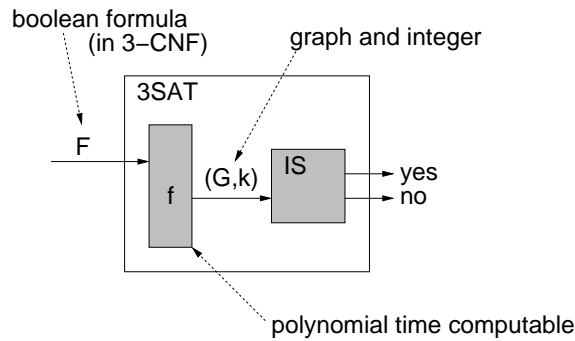 boolean formula
(in 3–CNF)
graph and integer
3SAT
F
(G,k)
IS
yes
no
f
polynomial time computable